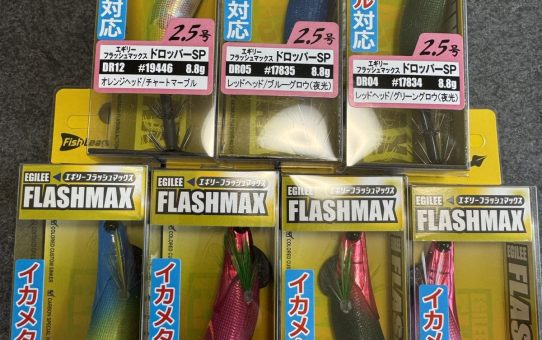 対応
2.5号
エギリー
フラッシュマックス ドロッパーSP
DR12 #19446 8.8g
オレンジヘッド/チャートマーブル
対応
2.5号
エギリー
フラッシュマックス ドロッパーSP
DR05 #17835 8.8g
レッドヘッド/ブルーグロウ(夜光)
ル対応
2.5号
エギリー
フラッシュマックス ドロッパーSP
DR04 #17834 8.8g
レッドヘッド/グリーングロウ(夜光)
FishLeag
EGILEE エギリーフラッシュマックス
FLASHMAX
イカメタ
EGILEE エギリーフラッシュマックス
FLASHMAX
イカメタ
EGILEE エギリーフラッシュマックス
FLASHMAX
イカメタ
EGILEE エギリーフラッシュマックス
FLASHMAX
イカメタ
EGILEE
FLAS